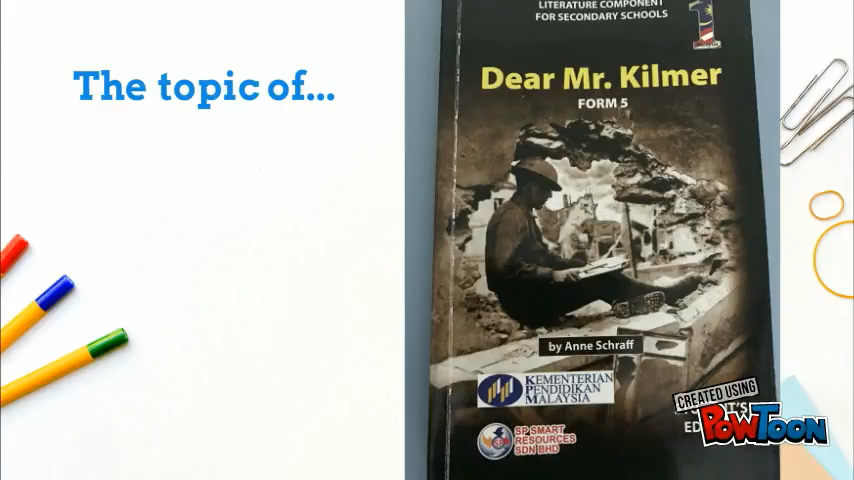 The topic of...
LITERATURE COMPONENT
FOR SECONDARY SCHOOLS
1
Dear Mr. Kilmer
FORM 5
by Anne Schraff
KEMENTERIAN
PENDIDIKAN
MALAYSIA
SP SMART
RESOURCES
SDN BHD
CREATED USING
POWTOON